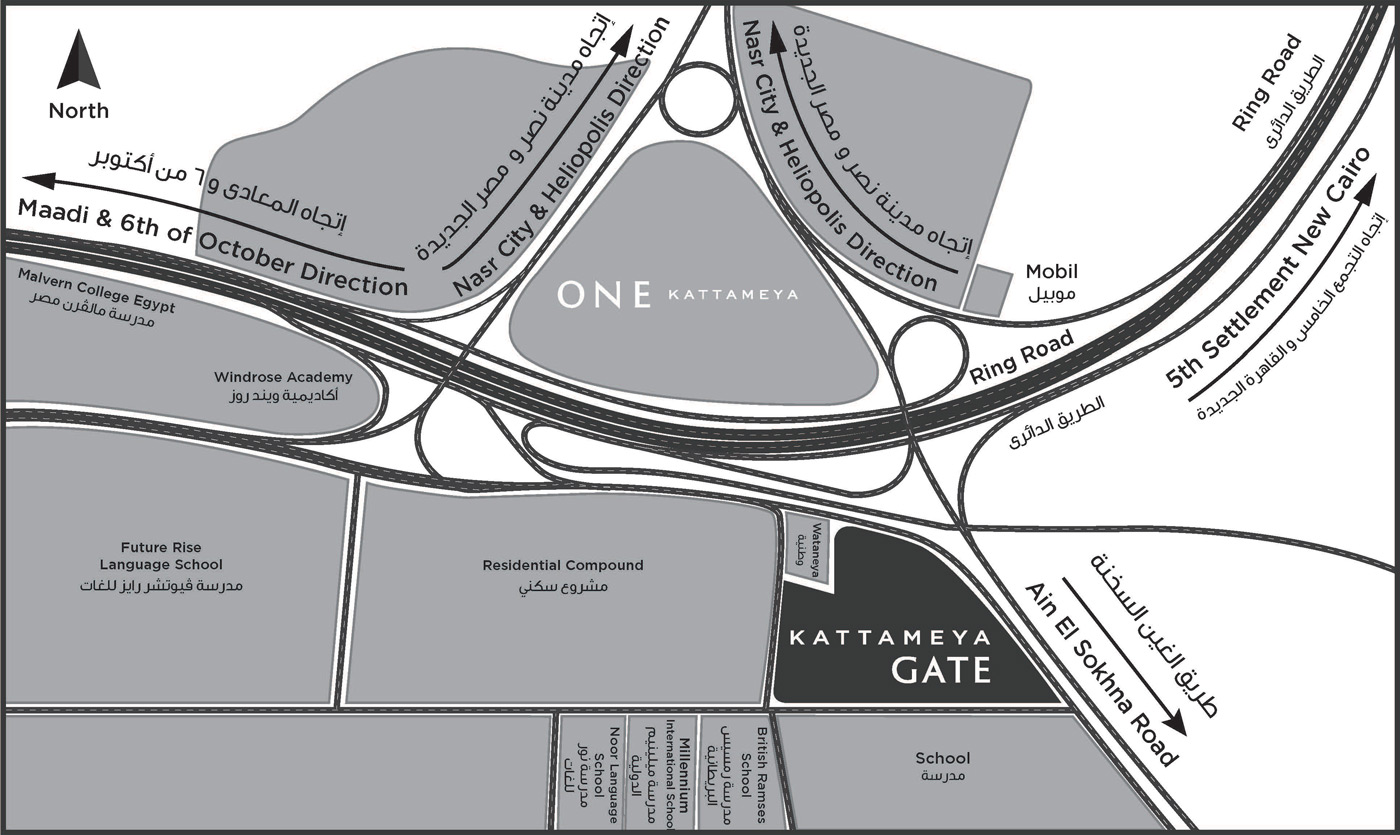 North
إتجاه المعادى و ٦ من أكتوبر
Maadi & 6th of October Direction
إتجاه مدينة نصر و مصر الجديدة
Nasr City & Heliopolis Direction
إتجاه مدينة نصر و مصر الجديدة
Nasr City & Heliopolis Direction
Ring Road
الطريق الدائرى
Malvern College Egypt
مدرسة مالڤرن مصر
Windrose Academy
أكاديمية ويند روز
ONE KATTAMEYA
Mobil
موبيل
Ring Road
الطريق الدائرى
5th Settlement New Cairo
إتجاه التجمع الخامس و القاهرة الجديدة
Future Rise
Language School
مدرسة ڤيوتشر رايز للغات
Residential Compound
مشروع سكني
Wataneya
وطنية
KATTAMEYA
GATE
طريق الغين السخنة
Ain El Sokhna Road
Noor Language
School
مدرسة نور
للغات
Millennium
International School
مدرسة ميلينيم
الدولية
British Ramses
School
مدرسة رمسيس
البريطانية
School
مدرسة